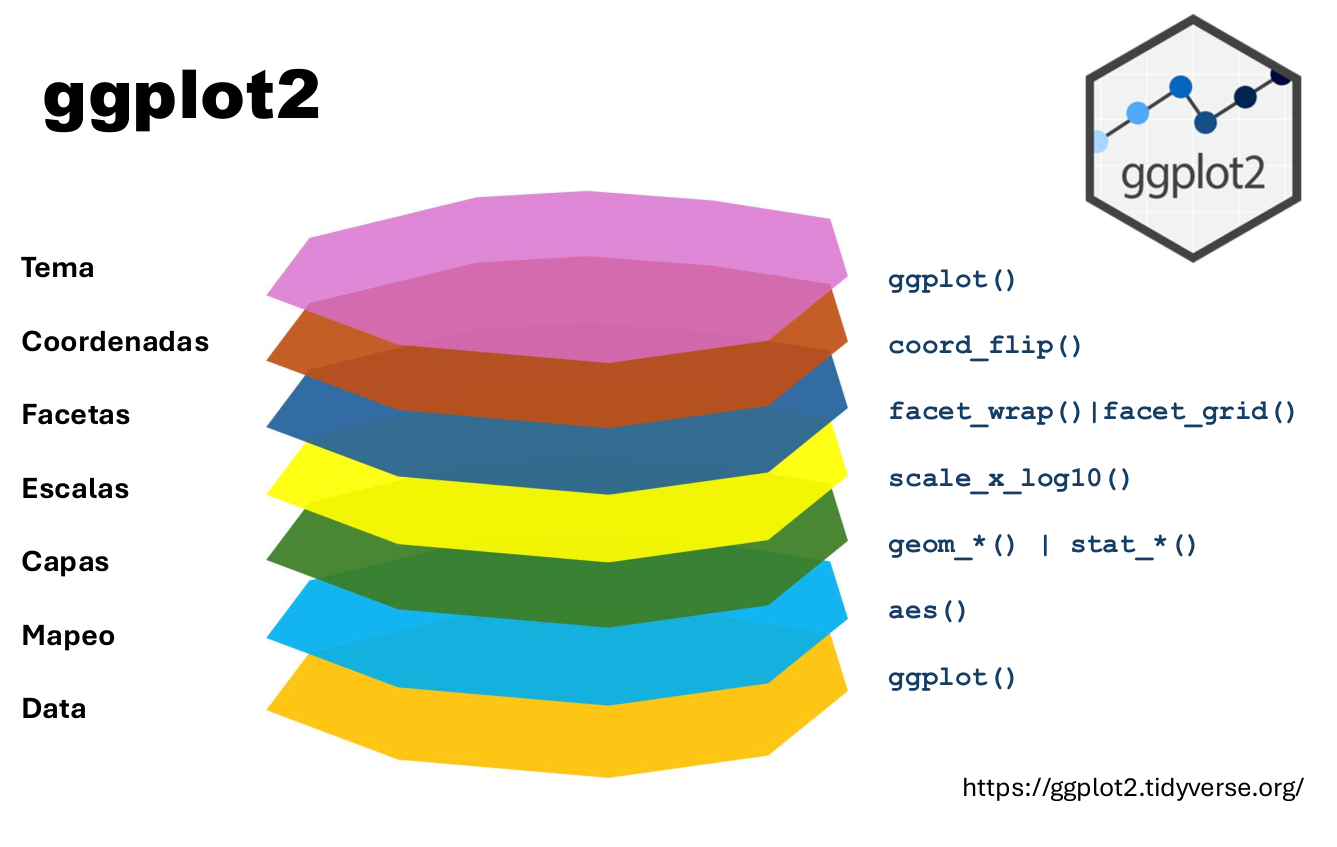 ggplot2
ggplot2
Tema
ggplot()
Coordenadas
coord_flip()
Facetas
facet_wrap()|facet_grid()
Escalas
scale_x_log10()
Capas
geom_*() | stat_*()
Mapeo
aes()
Data
ggplot()
https://ggplot2.tidyverse.org/